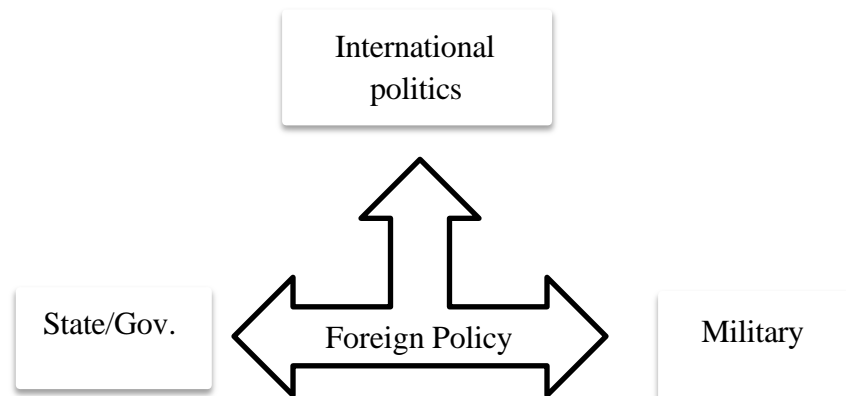 International
politics
State/Gov.
Foreign Policy
Military